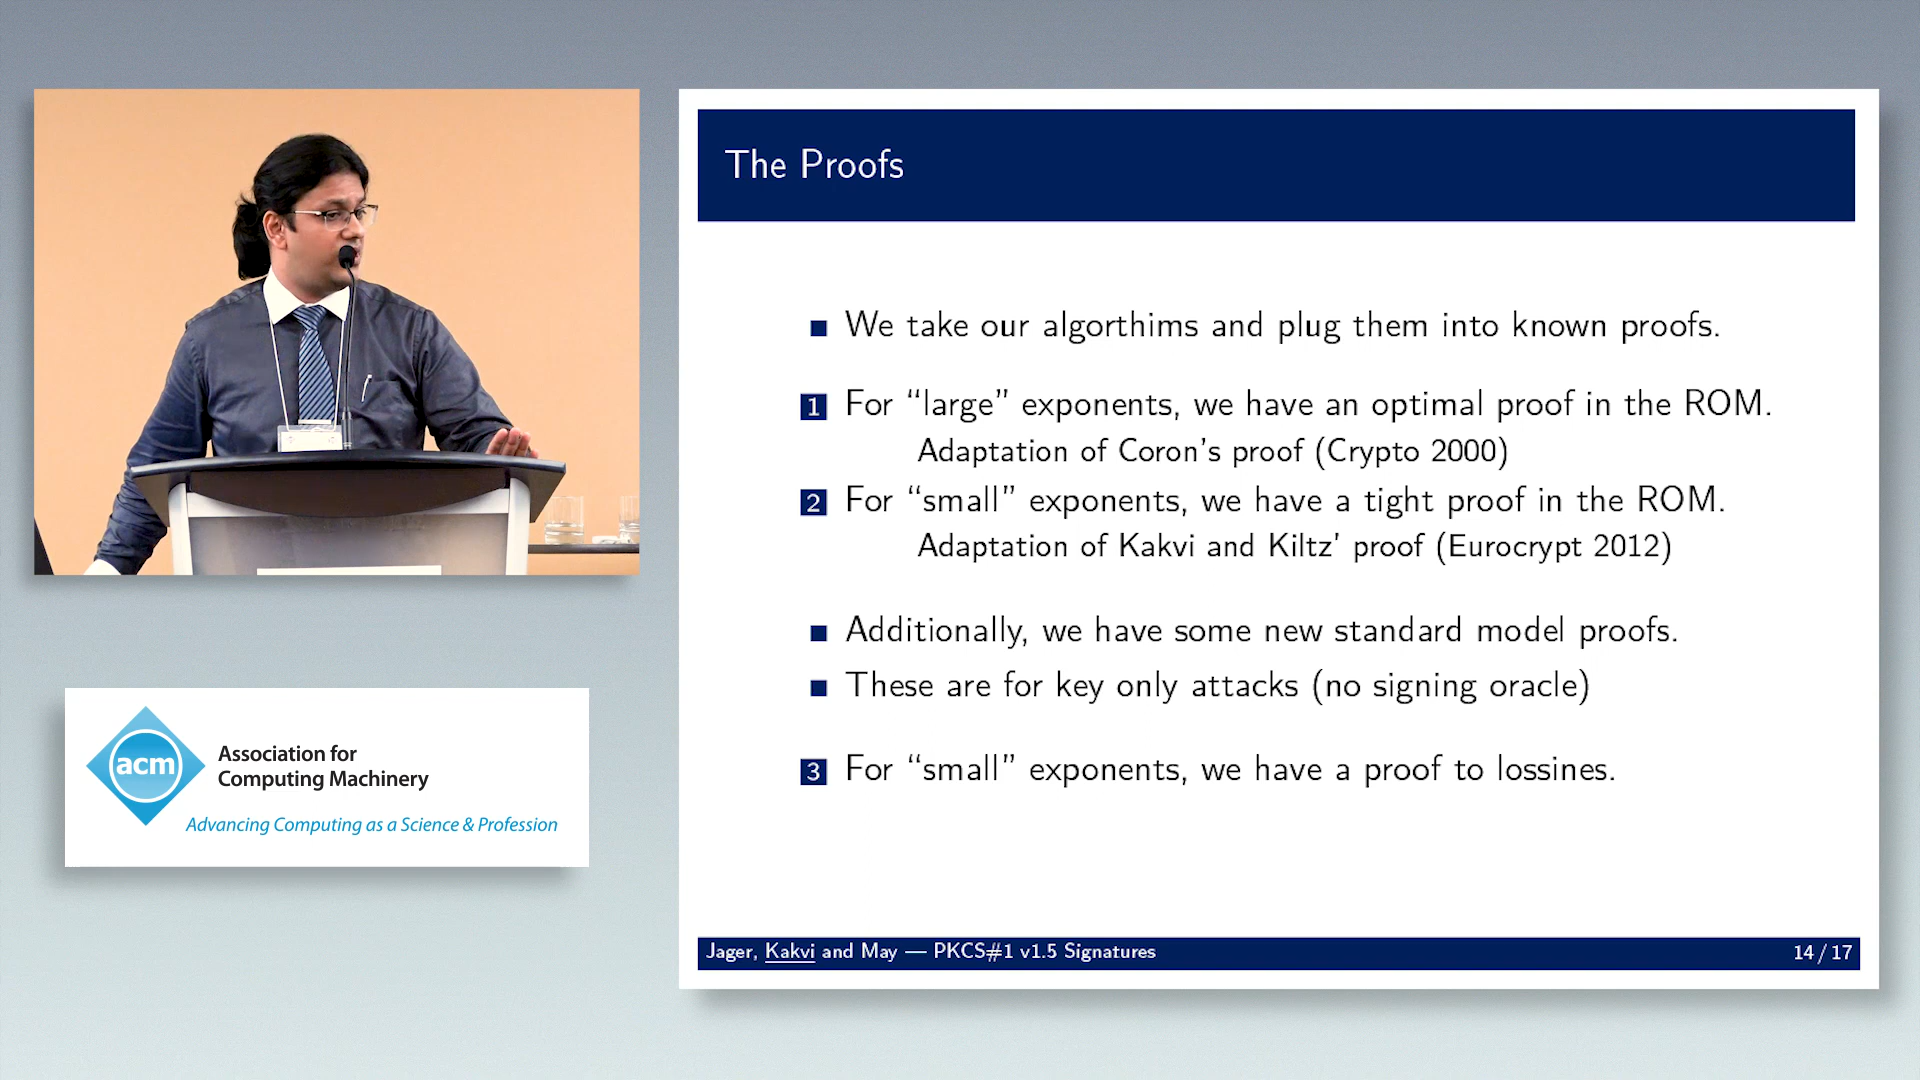 The Proofs
We take our algorthims and plug them into known proofs.
1 For “large” exponents, we have an optimal proof in the ROM.
Adaptation of Coron's proof (Crypto 2000)
2 For “small” exponents, we have a tight proof in the ROM.
Adaptation of Kakvi and Kiltz' proof (Eurocrypt 2012)
Additionally, we have some new standard model proofs.
These are for key only attacks (no signing oracle)
3 For “small” exponents, we have a proof to lossines.
Jager, Kakvi and May — PKCS#1 v1.5 Signatures
14 / 17
acm
Association for
Computing Machinery
Advancing Computing as a Science & Profession